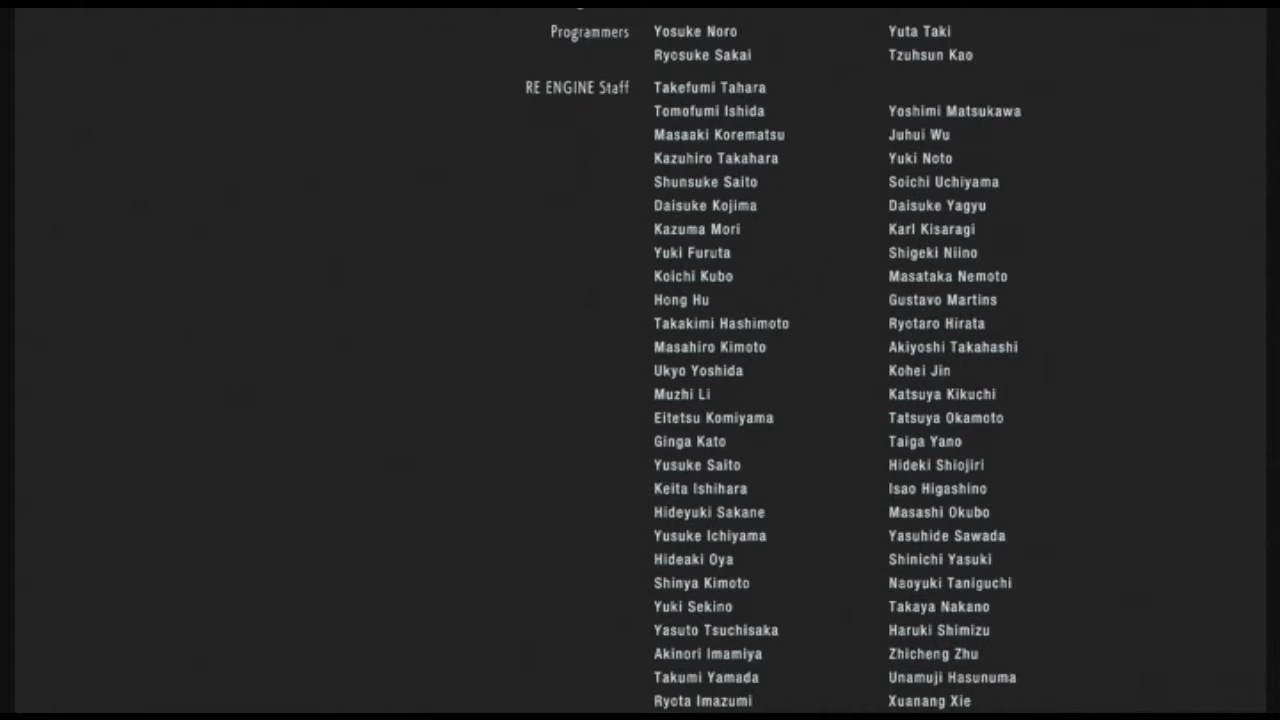 Programmers Yosuke Noro Yuta Taki
Ryosuke Sakai Tzuhsun Kao
RE ENGINE Staff Takefumi Tahara
Tomofumi Ishida Yoshimi Matsukawa
Masaaki Korematsu Juhui Wu
Kazuhiro Takahara Yuki Noto
Shunsuke Saito Soichi Uchiyama
Daisuke Kojima Daisuke Yagyu
Kazuma Mori Karl Kisaragi
Yuki Furuta Shigeki Niino
Koichi Kubo Masataka Nemoto
Hong Hu Gustavo Martins
Takakimi Hashimoto Ryotaro Hirata
Masahiro Kimoto Akiyoshi Takahashi
Ukyo Yoshida Kohei Jin
Muzhi Li Katsuya Kikuchi
Eitetsu Komiyama Tatsuya Okamoto
Ginga Kato Taiga Yano
Yusuke Saito Hideki Shiojiri
Keita Ishihara Isao Higashino
Hideyuki Sakane Masashi Okubo
Yusuke Ichiyama Yasuhide Sawada
Hideaki Oya Shinichi Yasuki
Shinya Kimoto Naoyuki Taniguchi
Yuki Sekino Takaya Nakano
Yasuto Tsuchisaka Haruki Shimizu
Akinori Imamiya Zhicheng Zhu
Takumi Yamada Unamuji Hasunuma
Ryota Imazumi Xuanang Xie